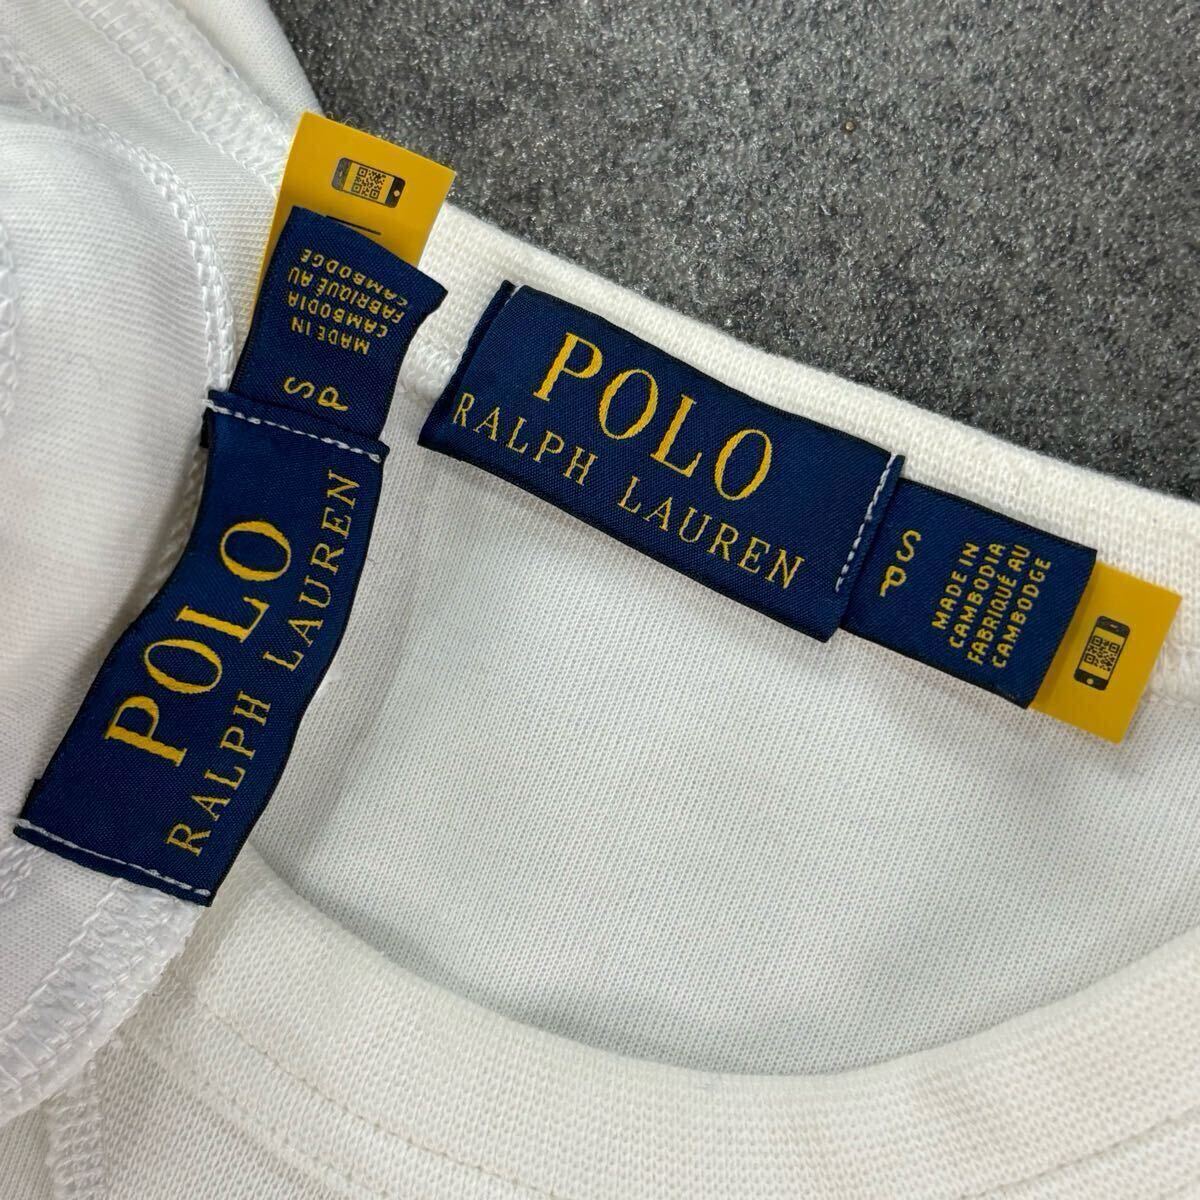 MADE IN
CAMBODIA
FABRIQUÉ AU
CAMBODGE
S
P
POLO
RALPH LAUREN
POLO
RALPH LAUREN
S
P
MADE IN
CAMBODIA
FABRIQUÉ AU
CAMBODGE